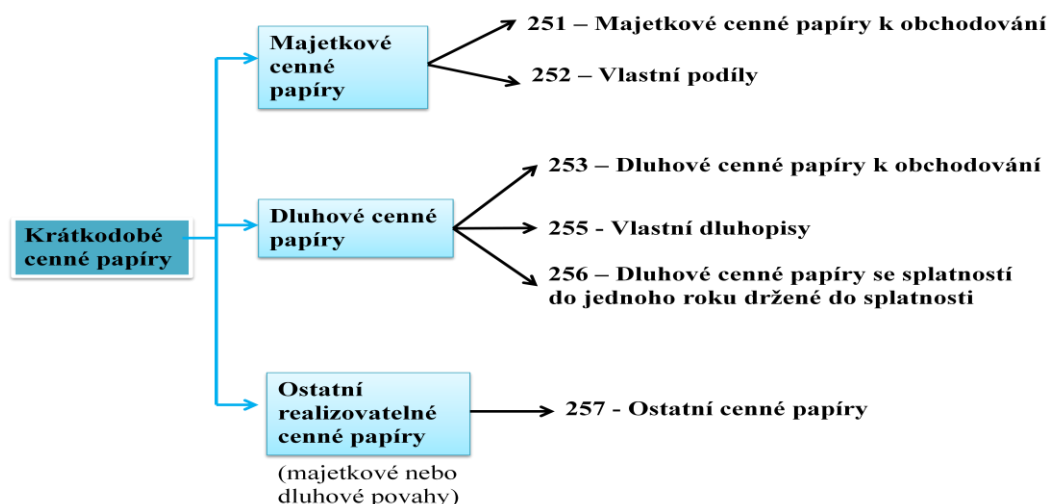 Krátkodobé
cenné papíry
Majetkové
cenné
papíry
251 – Majetkové cenné papíry k obchodování
252 – Vlastní podíly
Dluhové cenné
papíry
253 – Dluhové cenné papíry k obchodování
255 - Vlastní dluhopisy
256 – Dluhové cenné papíry se splatností
do jednoho roku držené do splatnosti
Ostatní
realizovatelné
cenné papíry
(majetkové nebo
dluhové povahy)
257 - Ostatní cenné papíry